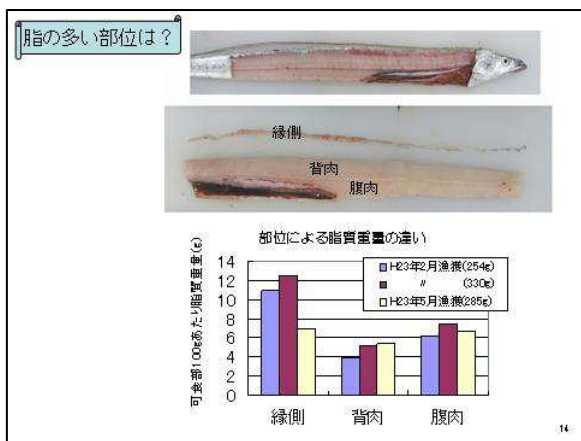 脂の多い部位は？
縁側
背肉
腹肉
部位による脂質重量の違い
可食部100gあたり脂質重量(g)
14
12
10
8
6
4
2
0
H23年2月漁獲(254g)
〃 (330g)
H23年5月漁獲(285g)
縁側
背肉
腹肉
14